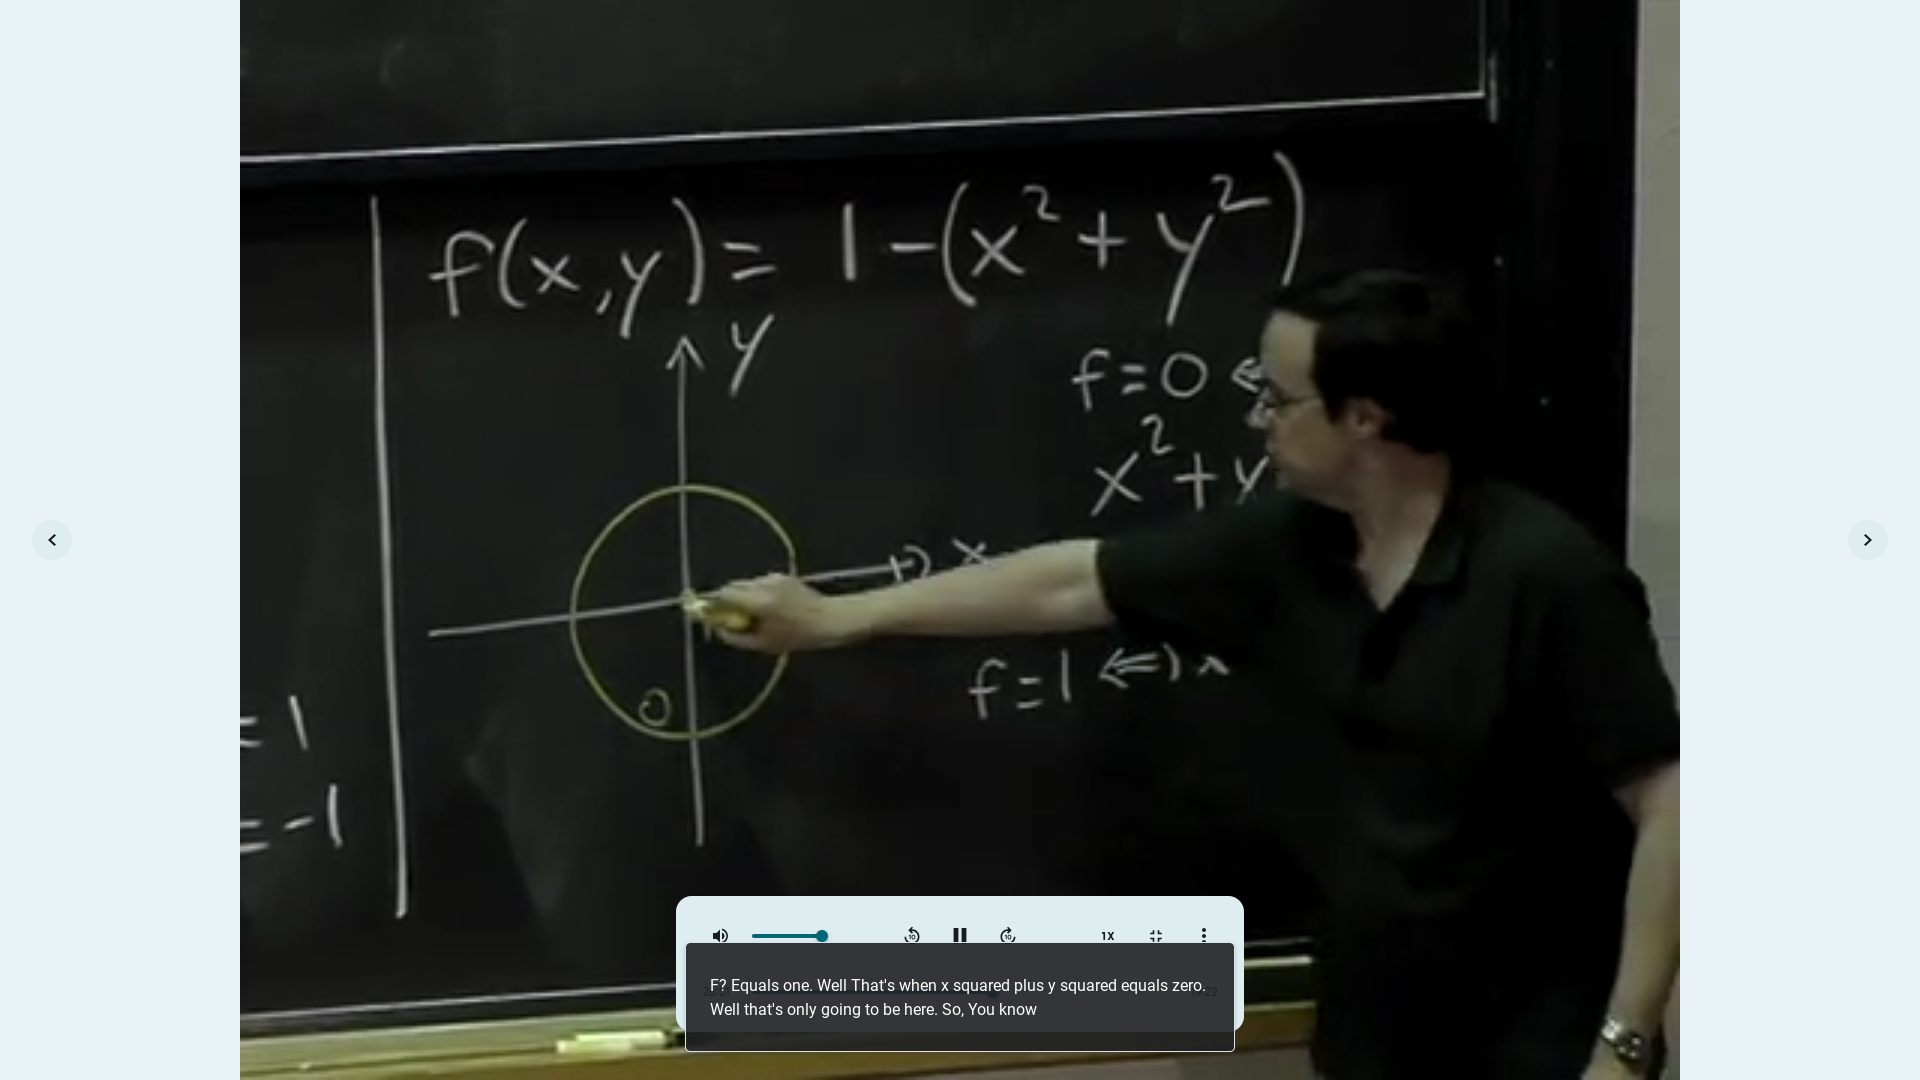 f(x,y) = 1-(x²+y²)
y
f=0 ⇐
x²+y
x
f=1 ⇔ x
0
= 1
= -1
1X
F? Equals one. Well That's when x squared plus y squared equals zero.
Well that's only going to be here. So, You know